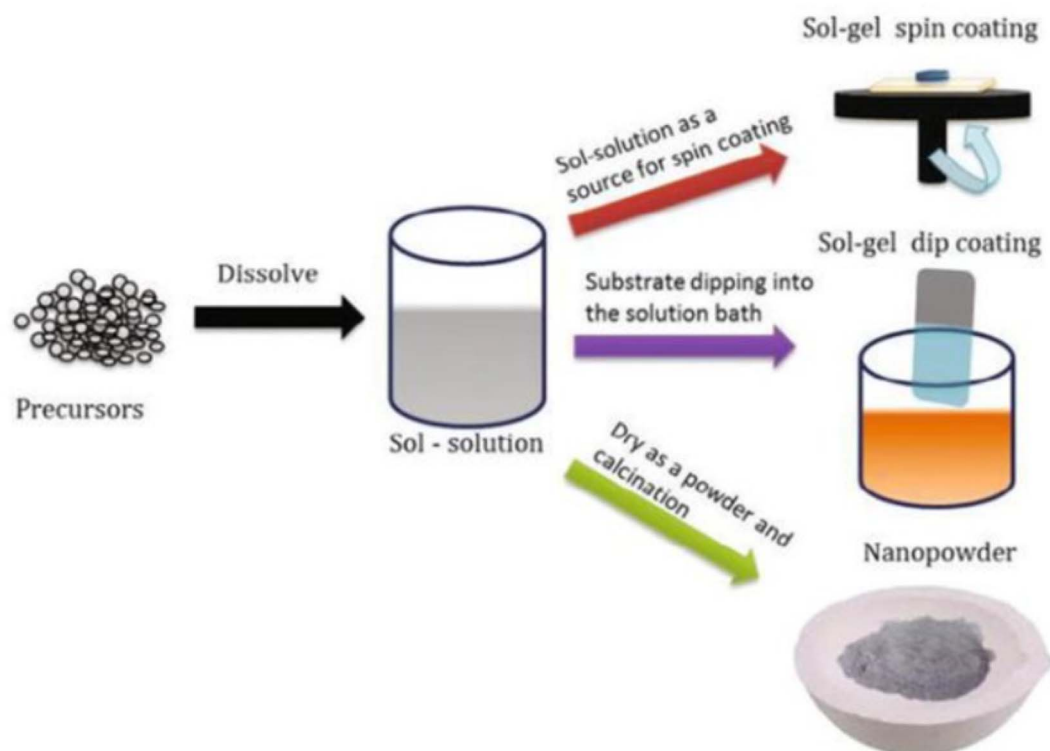 Sol-gel spin coating
Sol-solution as a
source for spin coating
Sol-gel dip coating
Dissolve
Substrate dipping into
the solution bath
Precursors
Sol - solution
Dry as a powder and
calcination
Nanopowder